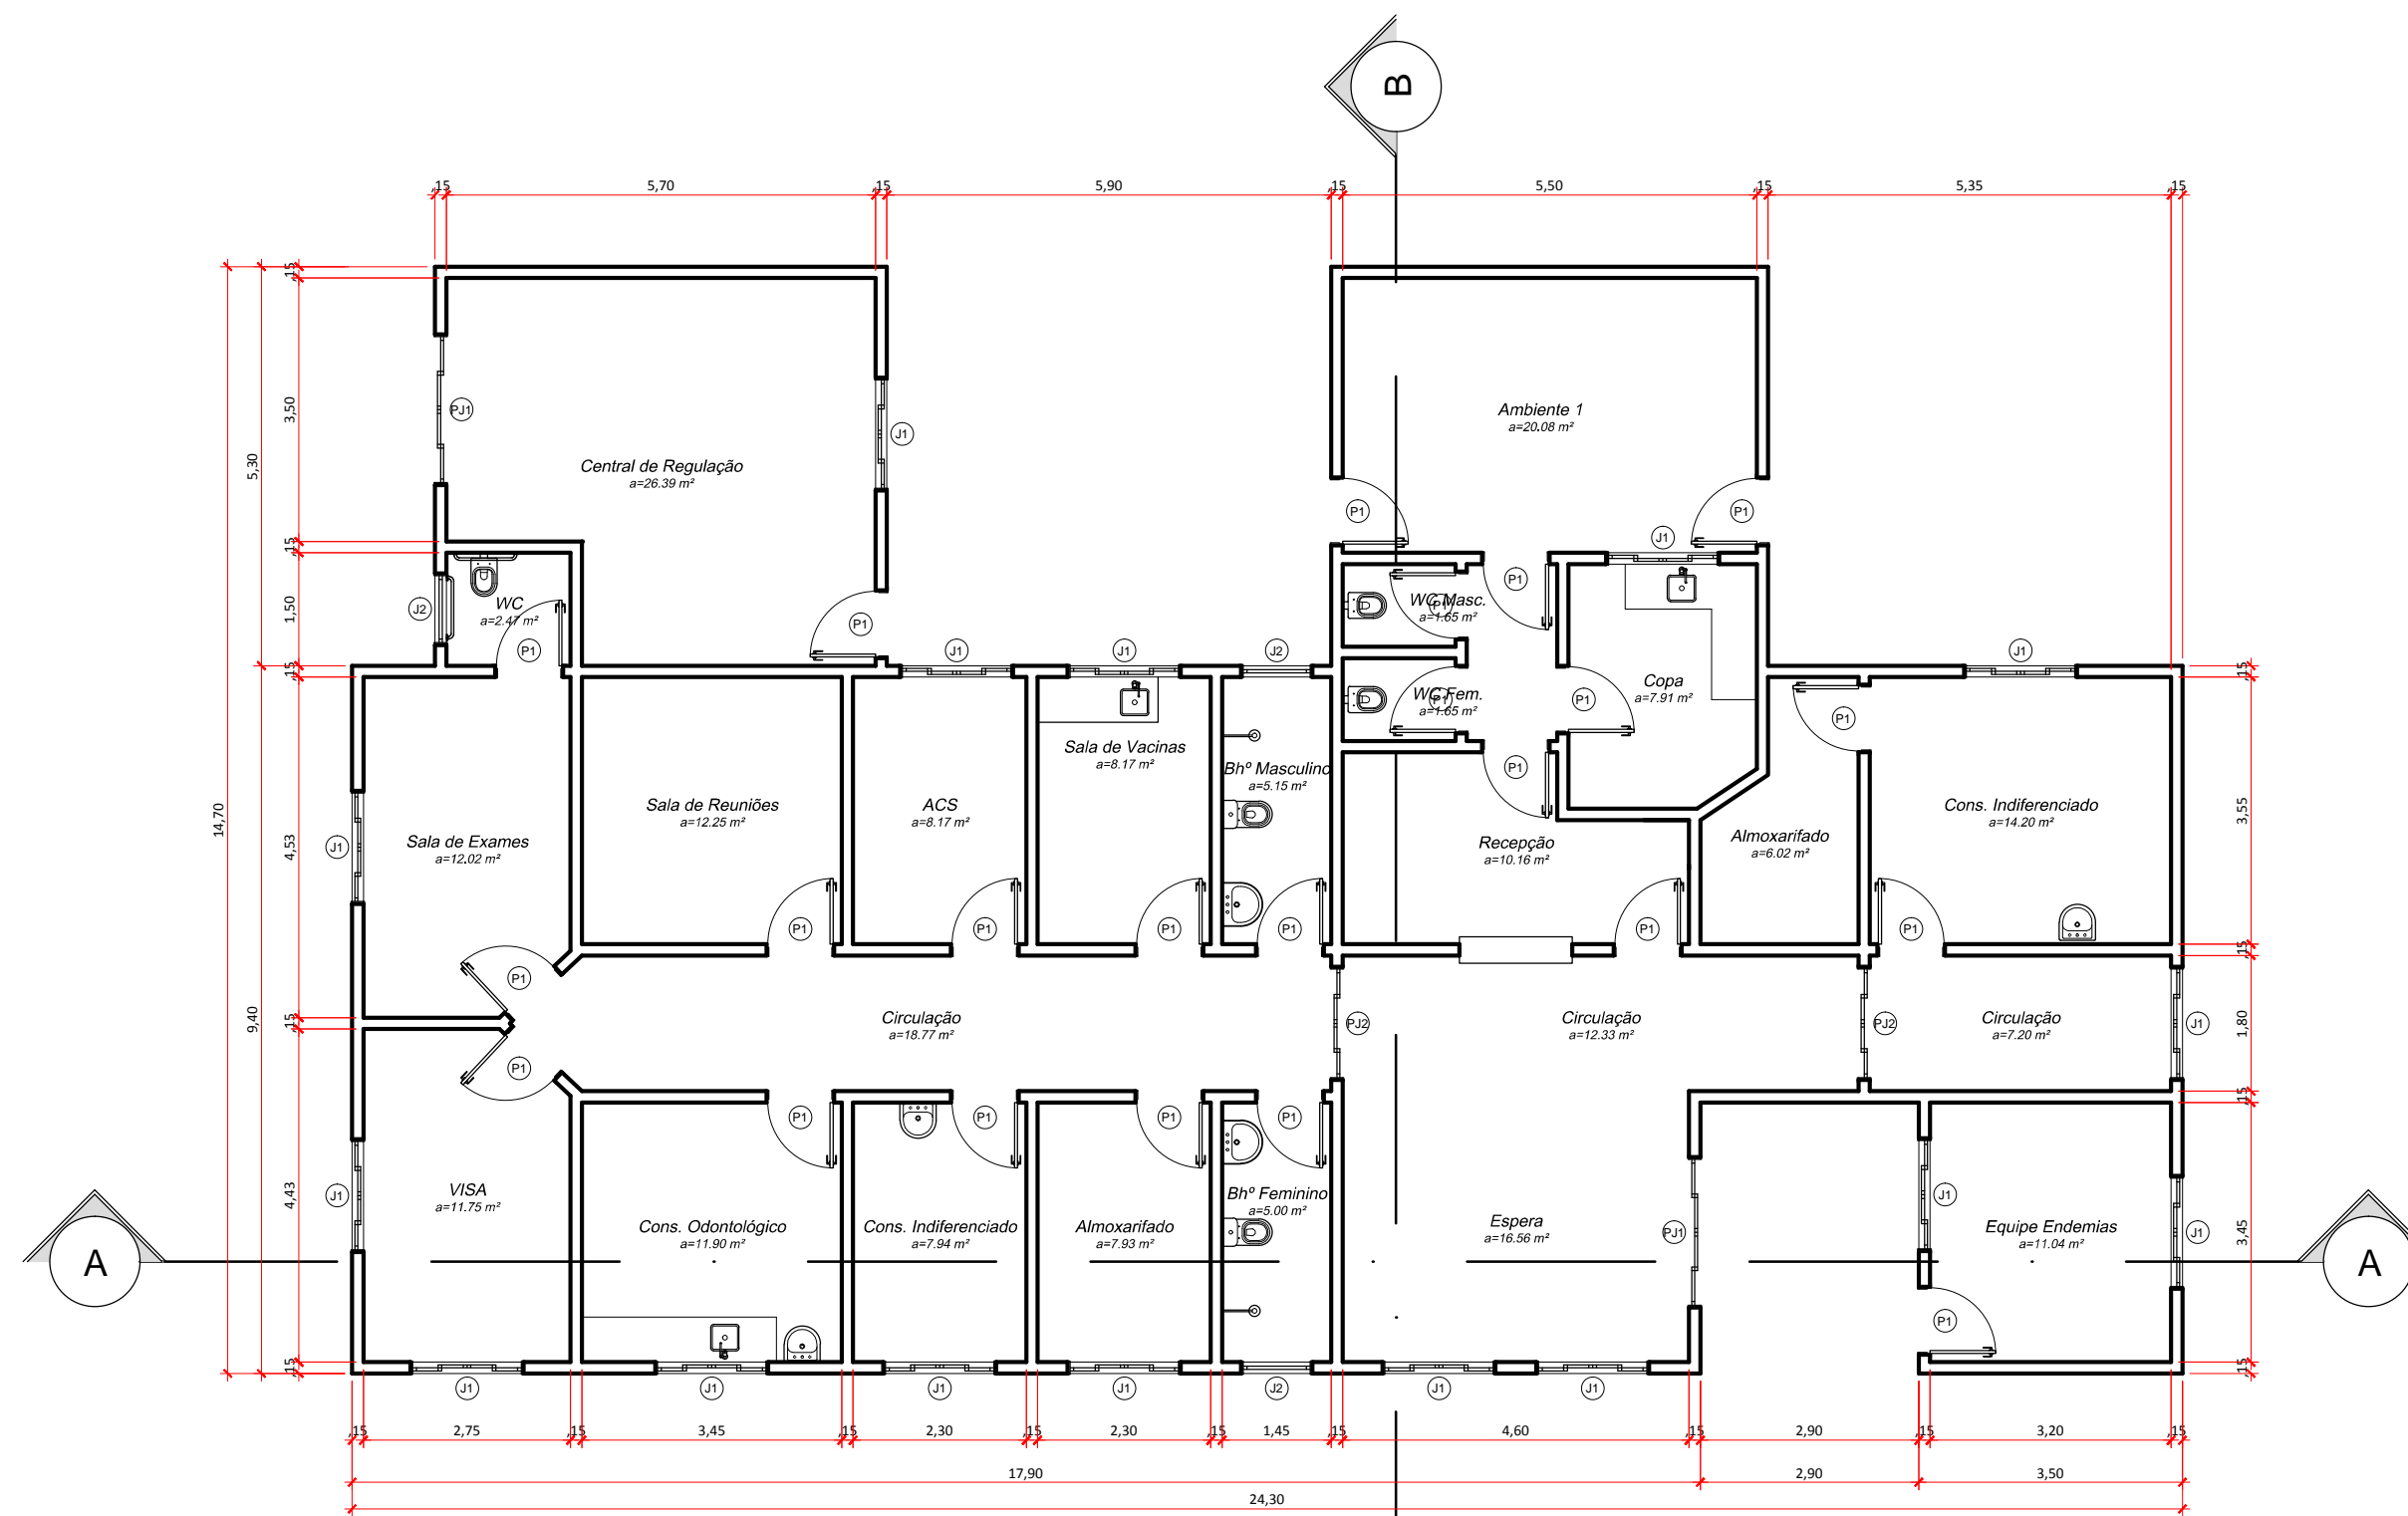 B
,15
5,70
,15
5,90
,15
5,50
,15
5,35
,15
,15
3,50
,15
1,50
,15
4,53
,15
4,43
,15
5,30
9,40
14,70
PJ1
Central de Regulação
a=26.39 m²
J1
P1
WC
a=2.47 m²
J2
P1
Ambiente 1
a=20.08 m²
P1
P1
J1
P1
WC Masc.
P1
a=1.65 m²
WC Fem.
P1
a=1.65 m²
P1
Copa
a=7.91 m²
P1
J1
J1
J2
J1
P1
Sala de Exames
a=12.02 m²
J1
P1
Sala de Reuniões
a=12.25 m²
P1
ACS
a=8.17 m²
P1
Sala de Vacinas
a=8.17 m²
P1
Bhº Masculino
a=5.15 m²
P1
Recepção
a=10.16 m²
P1
Almoxarifado
a=6.02 m²
Cons. Indiferenciado
a=14.20 m²
P1
Circulação
a=18.77 m²
PJ2
Circulação
a=12.33 m²
PJ2
Circulação
a=7.20 m²
J1
P1
VISA
a=11.75 m²
J1
P1
Cons. Odontológico
a=11.90 m²
P1
Cons. Indiferenciado
a=7.94 m²
P1
Almoxarifado
a=7.93 m²
P1
Bhº Feminino
a=5.00 m²
Espera
a=16.56 m²
PJ1
J1
Equipe Endemias
a=11.04 m²
J1
P1
A
A
J1
J1
J1
J1
J2
J1
J1
,15
3,55
,15
1,80
,15
3,45
,15
,15
2,75
,15
3,45
,15
2,30
,15
2,30
,15
1,45
,15
4,60
,15
2,90
,15
3,20
,15
17,90
2,90
3,50
24,30